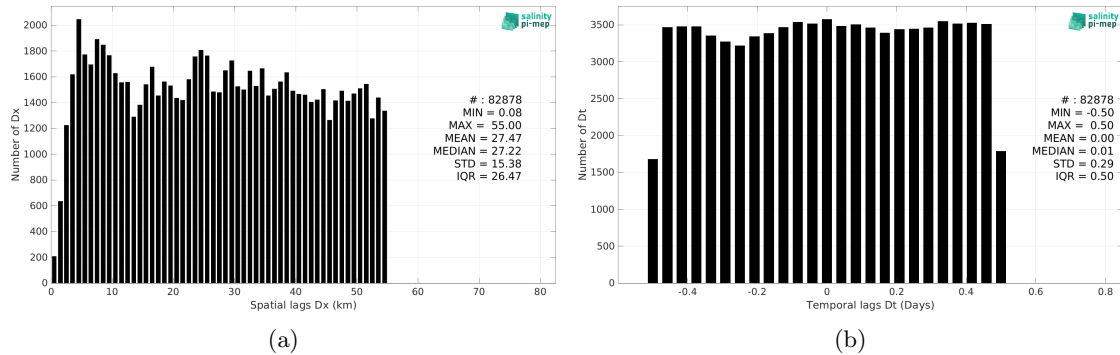 2000
1800
1600
1400
1200
1000
800
600
400
200
0
Number of Dx
0 10 20 30 40 50 60 70 80
Spatial lags Dx (km)
salinity
pi-mep
# : 82878
MIN = 0.08
MAX = 55.00
MEAN = 27.47
MEDIAN = 27.22
STD = 15.38
IQR = 26.47
(a)
3500
3000
2500
2000
1500
1000
500
0
Number of Dt
-0.4 -0.2 0 0.2 0.4 0.6 0.8
Temporal lags Dt (Days)
salinity
pi-mep
# : 82878
MIN = -0.50
MAX = 0.50
MEAN = 0.00
MEDIAN = 0.01
STD = 0.29
IQR = 0.50
(b)